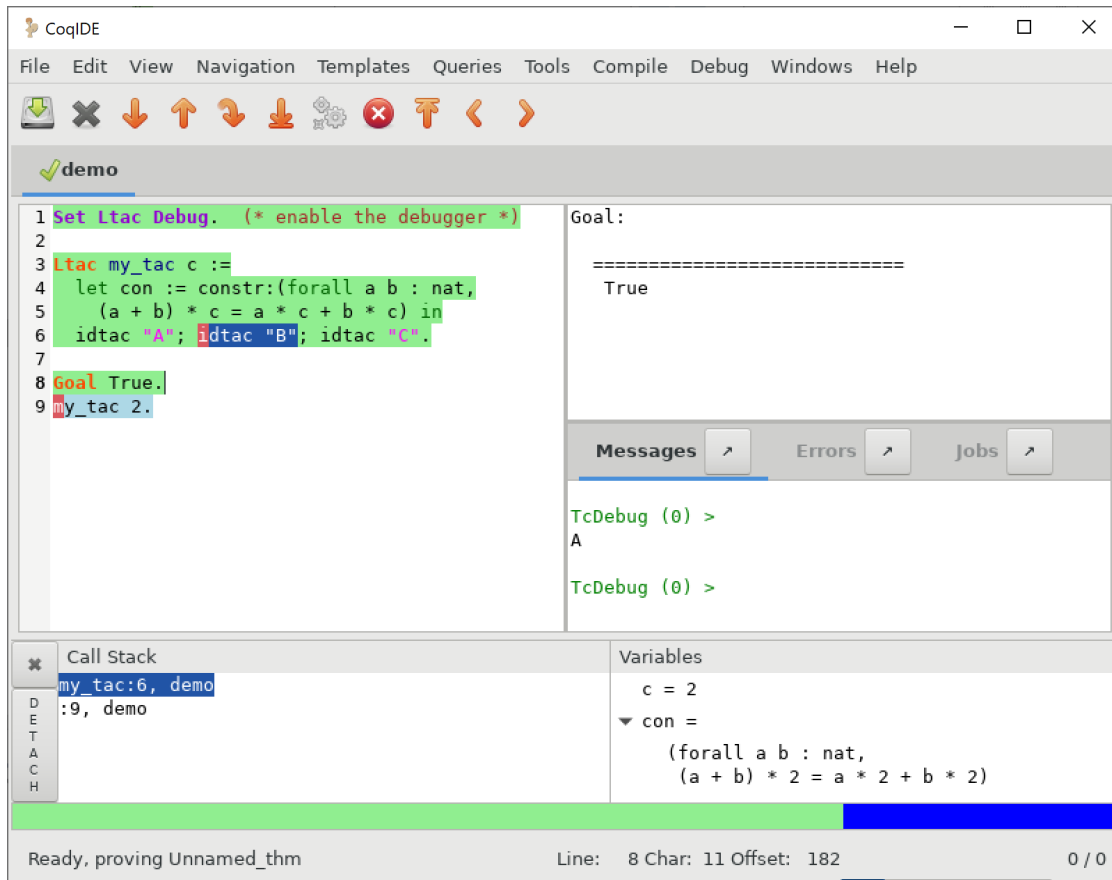 CoqIDE
File Edit View Navigation Templates Queries Tools Compile Debug Windows Help
demo
1 Set Ltac Debug.  (* enable the debugger *)
2
3 Ltac my_tac c :=
4   let con := constr:(forall a b : nat,
5     (a + b) * c = a * c + b * c) in
6   idtac "A"; idtac "B"; idtac "C".
7
8 Goal True.
9 my_tac 2.
Goal:
============================
True
Messages Errors Jobs
TcDebug (0) >
A
TcDebug (0) >
Call Stack
my_tac:6, demo
:9, demo
DETACH
Variables
c = 2
con =
(forall a b : nat,
(a + b) * 2 = a * 2 + b * 2)
Ready, proving Unnamed_thm Line: 8 Char: 11 Offset: 182 0 / 0